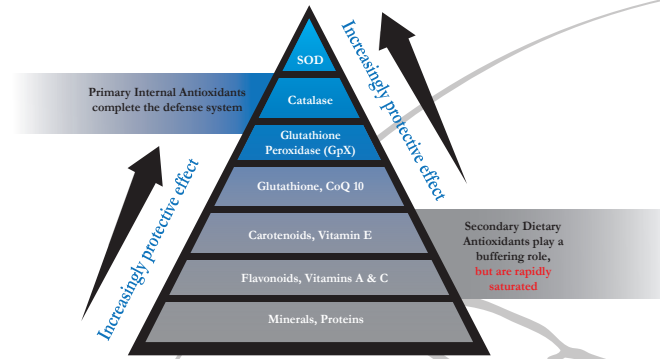 SOD
Increasingly protective effect
Primary Internal Antioxidants
complete the defense system
Catalase
Glutathione
Peroxidase (GpX)
Increasingly protective effect
Glutathione, CoQ 10
Carotenoids, Vitamin E
Secondary Dietary
Antioxidants play a
buffering role,
but are rapidly
saturated
Flavonoids, Vitamins A & C
Minerals, Proteins